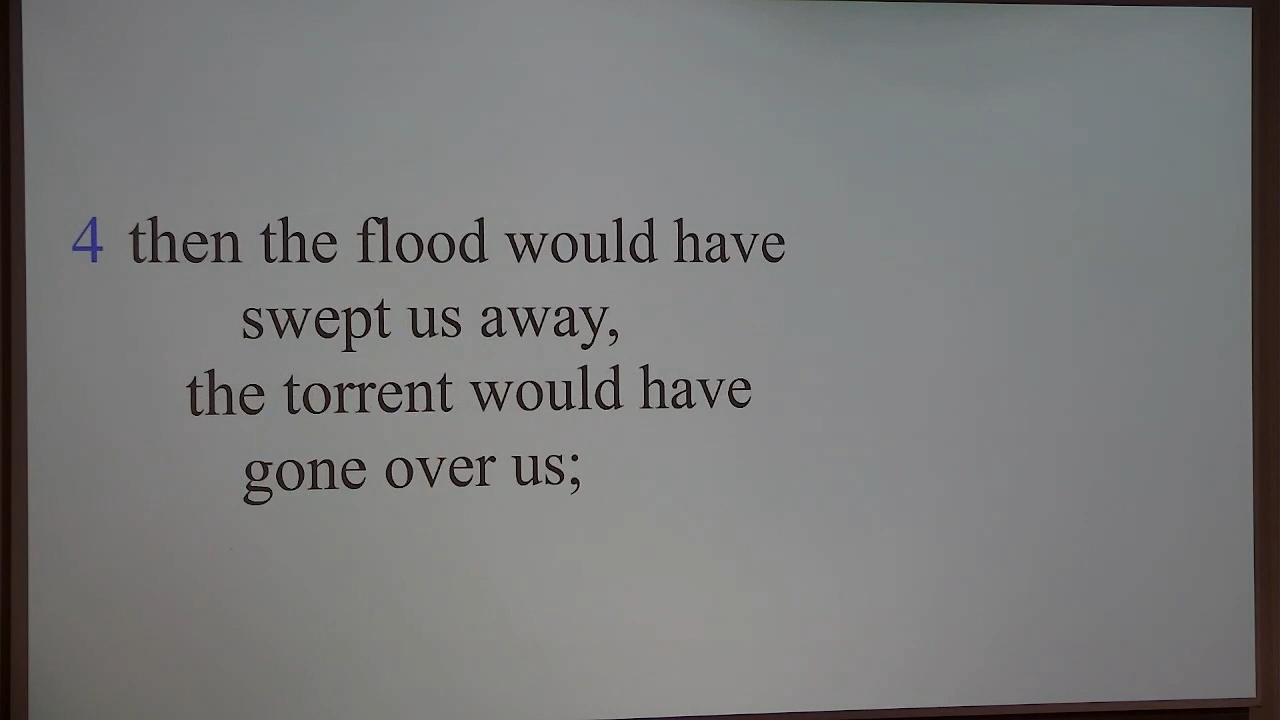 4 then the flood would have
swept us away,
the torrent would have
gone over us;